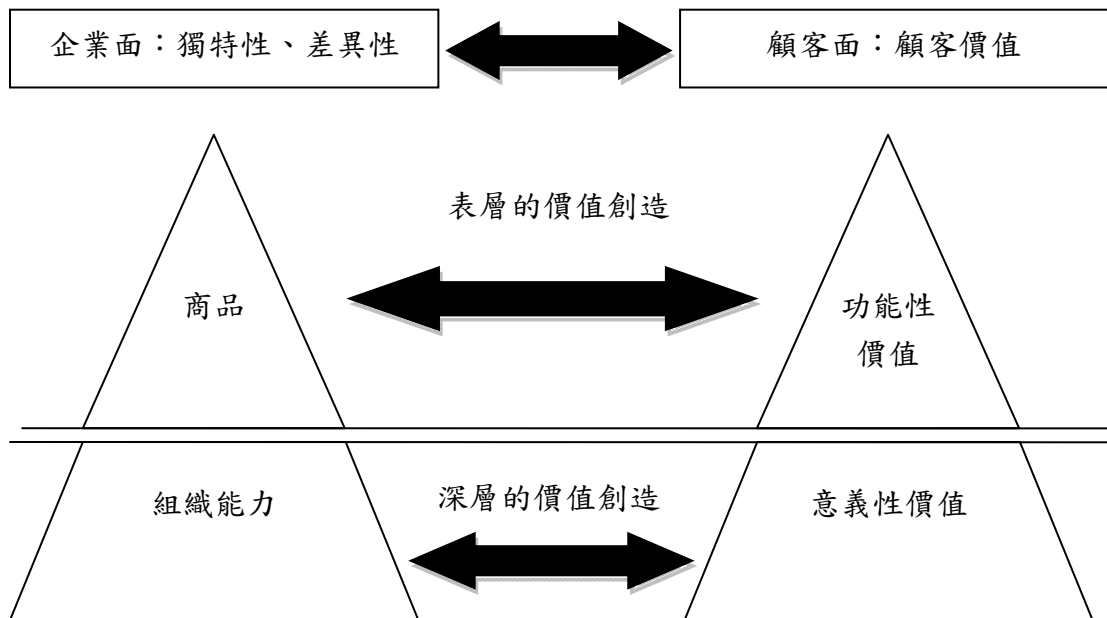 企業面：獨特性、差異性
顧客面：顧客價值
表層的價值創造
商品
功能性
價值
組織能力
深層的價值創造
意義性價值